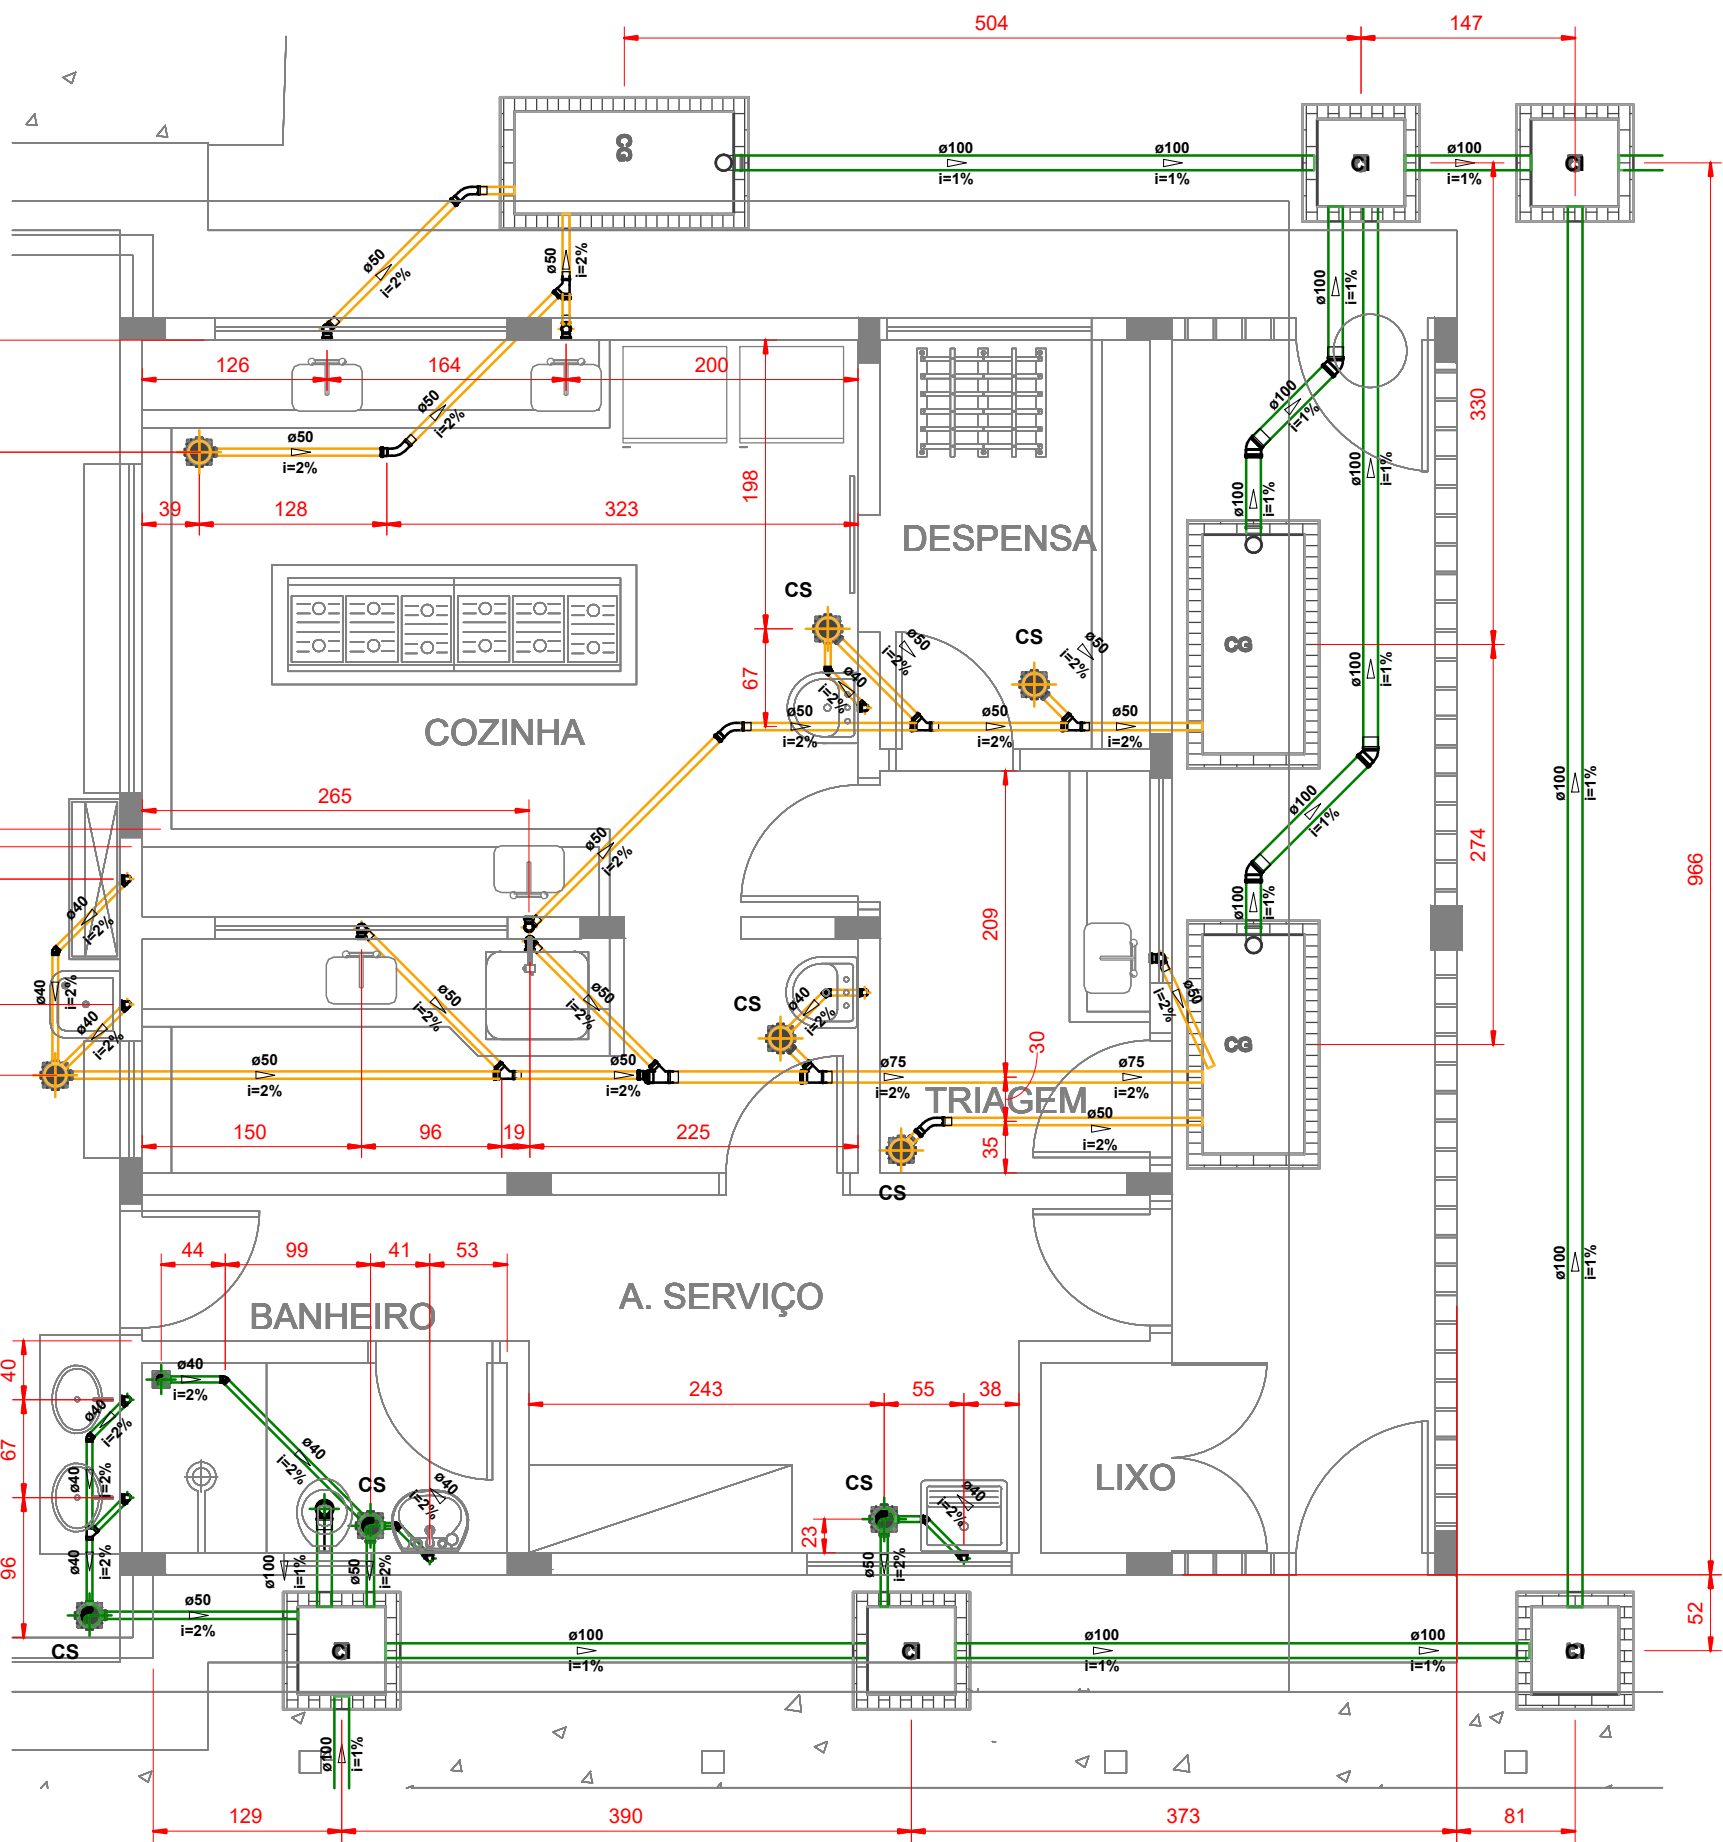 504
147
CG
ø100
i=1%
ø100
i=1%
CI
ø100
i=1%
CI
ø50
i=2%
ø50
i=2%
ø100
i=1%
126
164
200
ø50
i=2%
ø100
i=1%
330
ø50
i=2%
198
ø100
i=1%
ø100
i=1%
39
128
323
DESPENSA
CS
CS
ø50
i=2%
ø50
i=2%
CG
67
ø40
i=2%
ø100
i=1%
COZINHA
ø50
i=2%
ø50
i=2%
ø50
i=2%
265
ø100
i=1%
ø100
i=1%
ø50
i=2%
274
966
ø40
i=2%
209
ø100
i=1%
ø40
i=2%
ø40
i=2%
ø50
i=2%
ø50
i=2%
CS
ø40
i=2%
ø50
i=2%
CG
30
ø50
i=2%
ø50
i=2%
ø75
i=2%
ø75
i=2%
TRIAGEM
ø50
i=2%
150
96
19
225
35
CS
44
99
41
53
A. SERVIÇO
BANHEIRO
ø100
i=1%
40
ø40
i=2%
243
55
38
67
ø40
i=2%
ø40
i=2%
ø40
i=2%
CS
ø40
i=2%
CS
ø40
i=2%
LIXO
23
96
ø40
i=2%
ø100
i=1%
ø50
i=2%
ø50
i=2%
52
ø50
i=2%
CS
CI
ø100
i=1%
CI
ø100
i=1%
ø100
i=1%
CI
ø100
i=1%
129
390
373
81